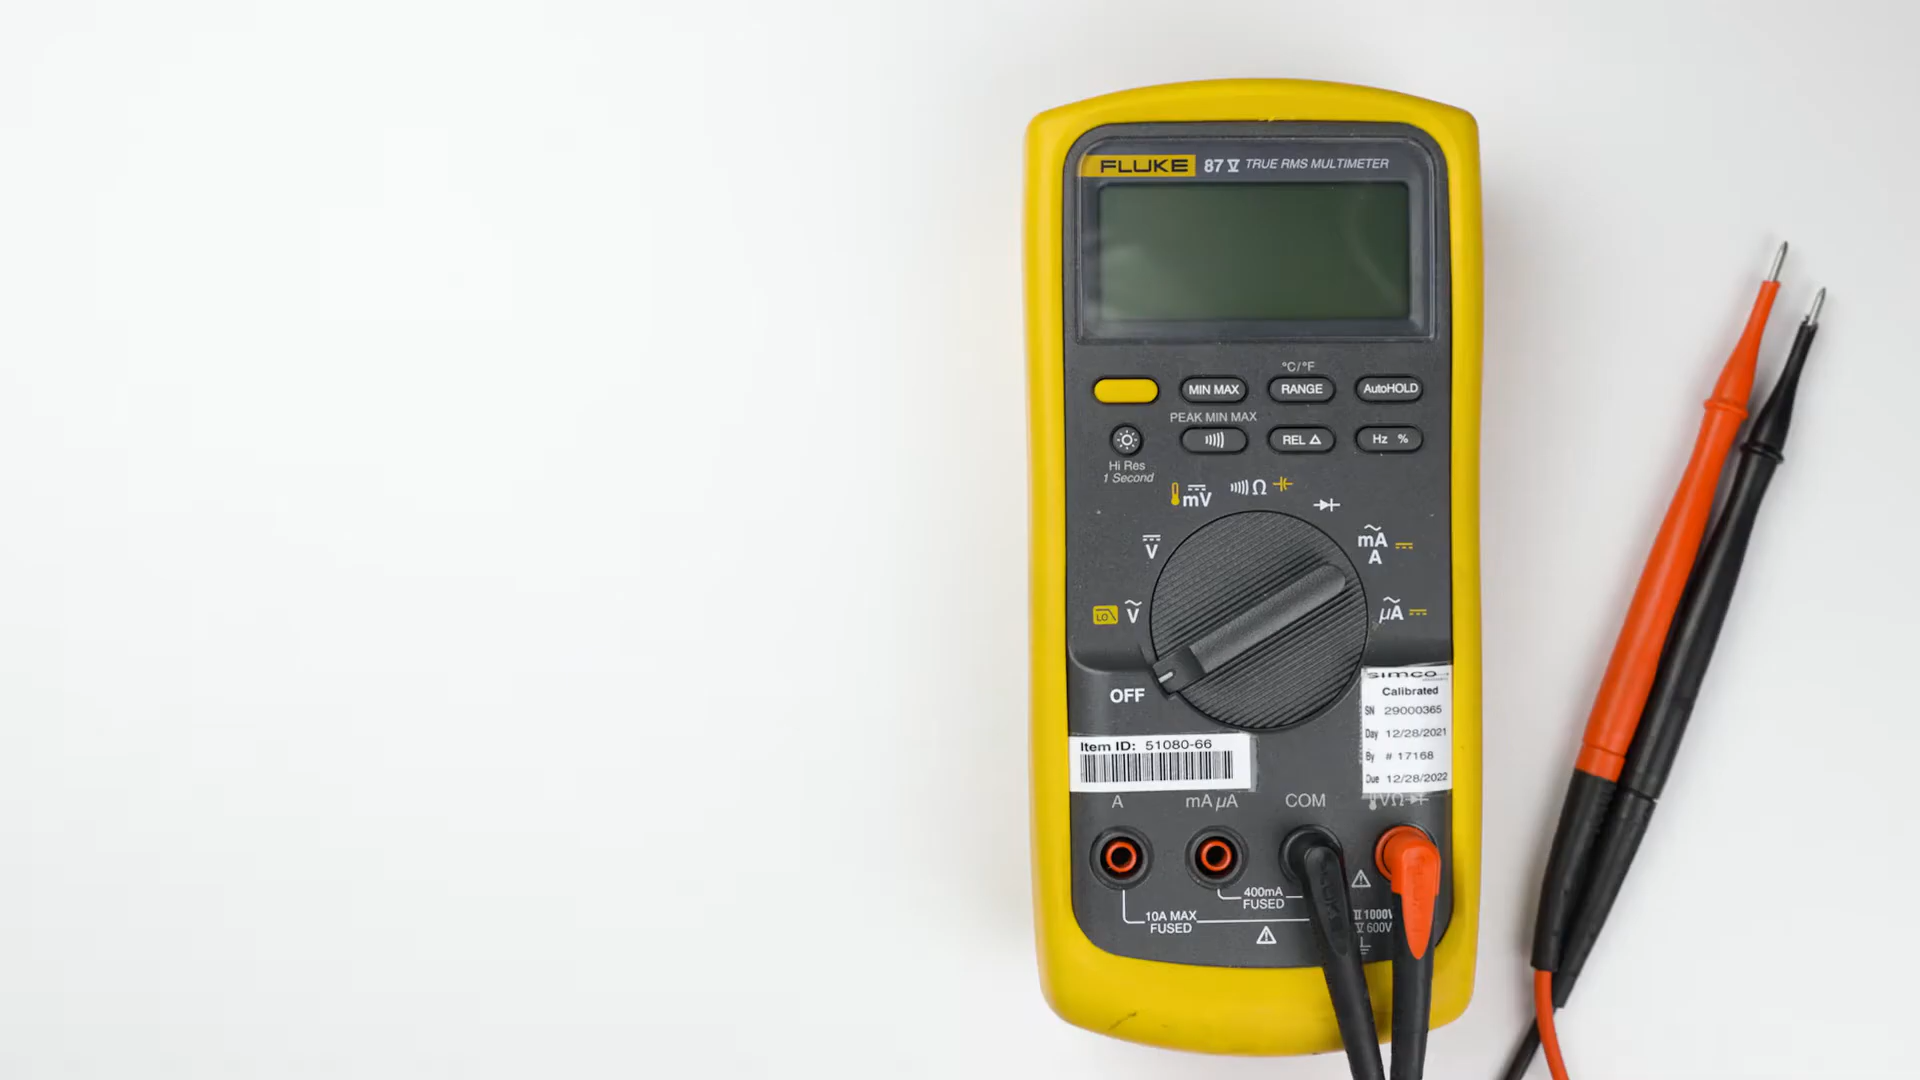 FLUKE 87 V TRUE RMS MULTIMETER
°C/°F
MIN MAX RANGE AutoHOLD
PEAK MIN MAX
REL △ Hz %
Hi Res
1 Second
mV Ω
V mA
A
LO V µA
OFF
simco
Calibrated
SN 29000365
Day 12/28/2021
By # 17168
Due 12/28/2022
Item ID: 51080-66
A mA µA COM VΩ
400mA
FUSED
10A MAX
FUSED
1000V
600V
FLUKE